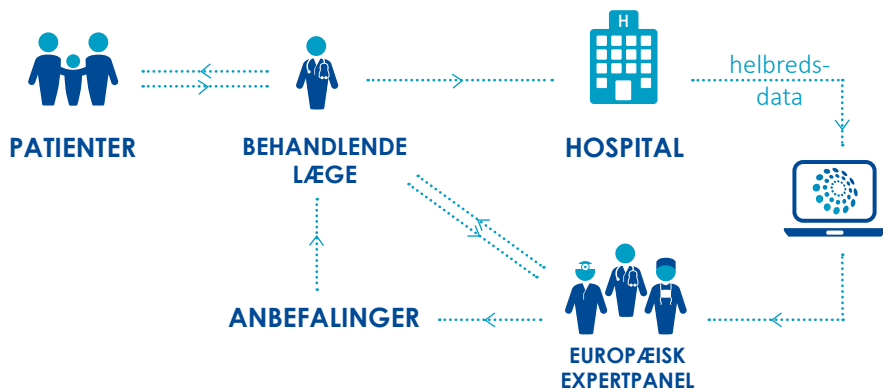 H
helbreds-
data
PATIENTER
BEHANDLENDE
LÆGE
HOSPITAL
ANBEFALINGER
EUROPÆISK
EXPERTPANEL